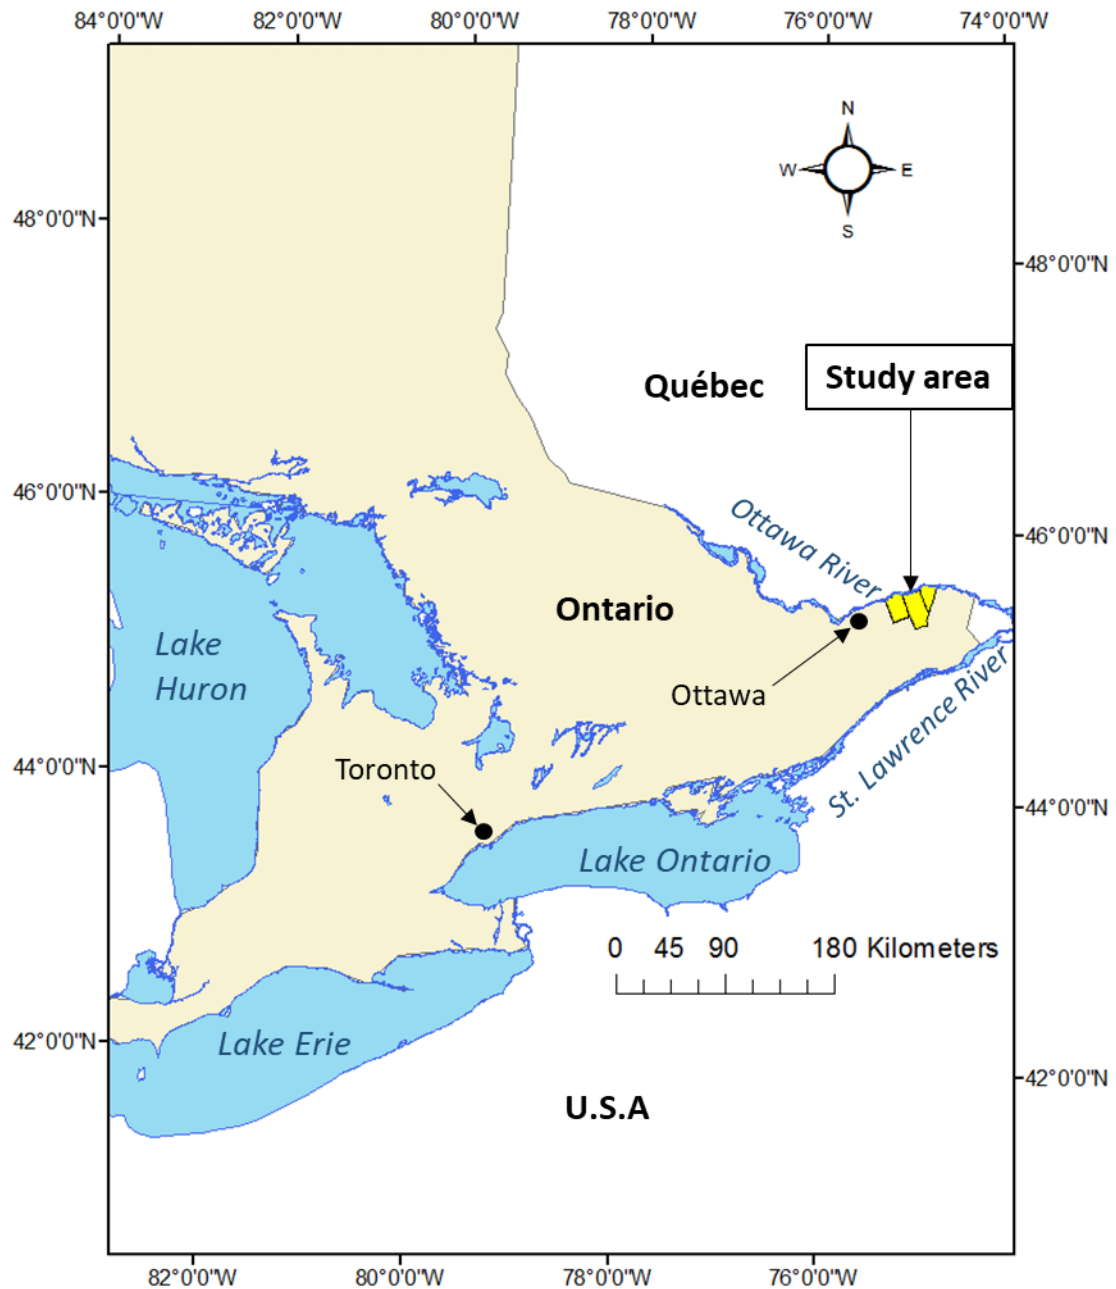 84°0'0"W 82°0'0"W 80°0'0"W 78°0'0"W 76°0'0"W 74°0'0"W
N
W E
S
48°0'0"N
48°0'0"N
Québec
Study area
46°0'0"N
Ottawa River
46°0'0"N
Ontario
Lake
Huron
Ottawa
St. Lawrence River
44°0'0"N
Toronto
44°0'0"N
Lake Ontario
0 45 90 180 Kilometers
42°0'0"N
Lake Erie
42°0'0"N
U.S.A
82°0'0"W 80°0'0"W 78°0'0"W 76°0'0"W